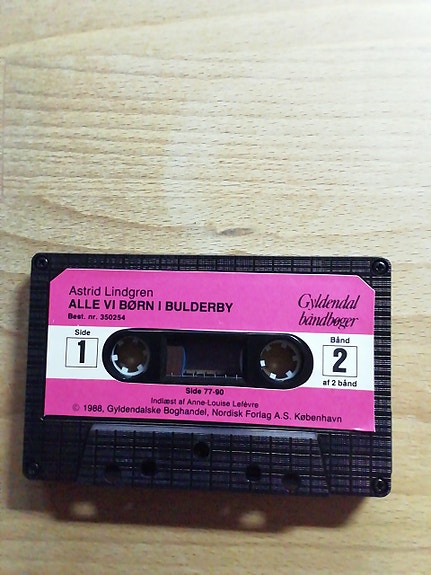 Astrid Lindgren
ALLE VI BØRN I BULDERBY
Best. nr. 350254
Gyldendal
båndbøger
Side
1
Bånd
2
af 2 bånd
Side 77-90
Indlæst af Anne-Louise Lefèvre
© 1988, Gyldendalske Boghandel, Nordisk Forlag A.S. København